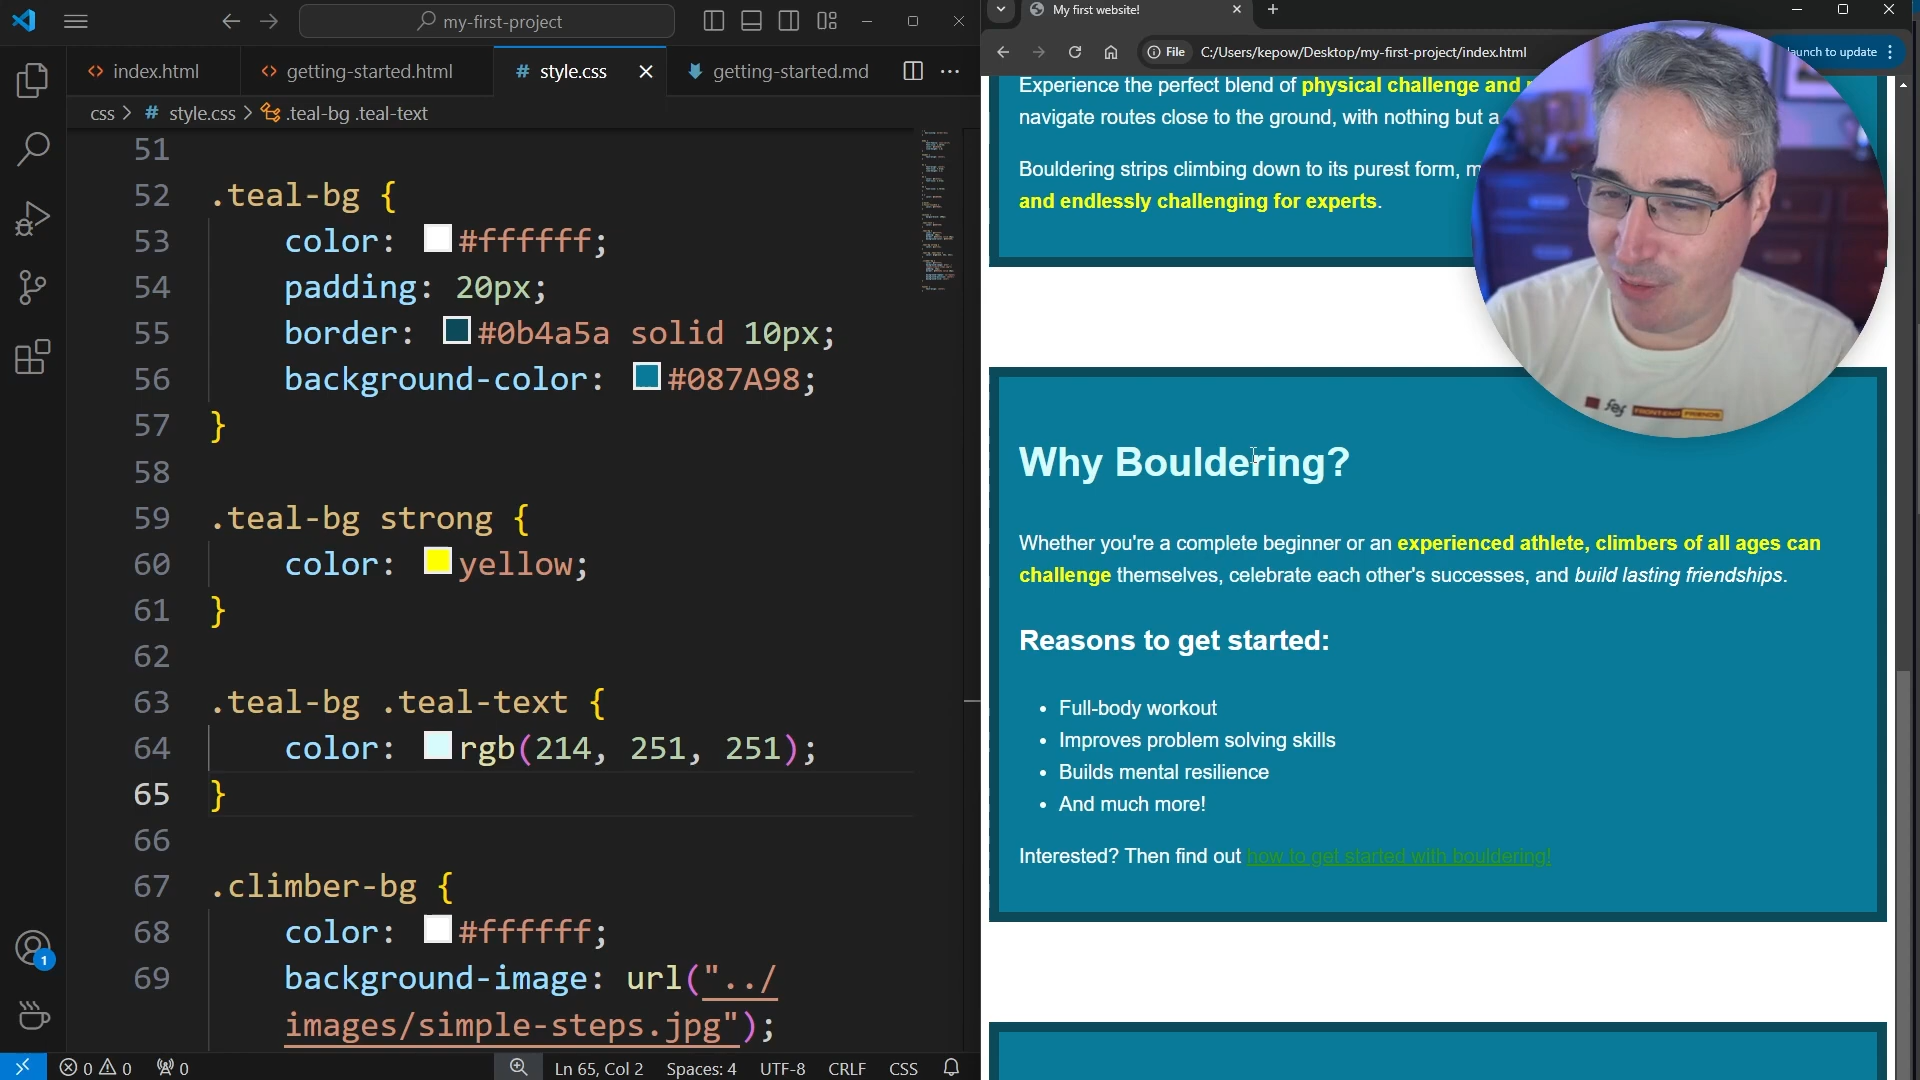 my-first-project
index.html
getting-started.html
# style.css
getting-started.md
css > # style.css > .teal-bg .teal-text
51
52 .teal-bg {
53 color: #ffffff;
54 padding: 20px;
55 border: #0b4a5a solid 10px;
56 background-color: #087A98;
57 }
58
59 .teal-bg strong {
60 color: yellow;
61 }
62
63 .teal-bg .teal-text {
64 color: rgb(214, 251, 251);
65 }
66
67 .climber-bg {
68 color: #ffffff;
69 background-image: url("../
images/simple-steps.jpg");
1
0 0 0
Ln 65, Col 2 Spaces: 4 UTF-8 CRLF CSS
My first website!
File C:/Users/kepow/Desktop/my-first-project/index.html
aunch to update
Experience the perfect blend of physical challenge and
navigate routes close to the ground, with nothing but a
Bouldering strips climbing down to its purest form,
and endlessly challenging for experts.
fef FRONTEND FRIENDS
Why Bouldering?
Whether you're a complete beginner or an experienced athlete, climbers of all ages can
challenge themselves, celebrate each other's successes, and build lasting friendships.
Reasons to get started:
• Full-body workout
• Improves problem solving skills
• Builds mental resilience
• And much more!
Interested? Then find out how to get started with bouldering!